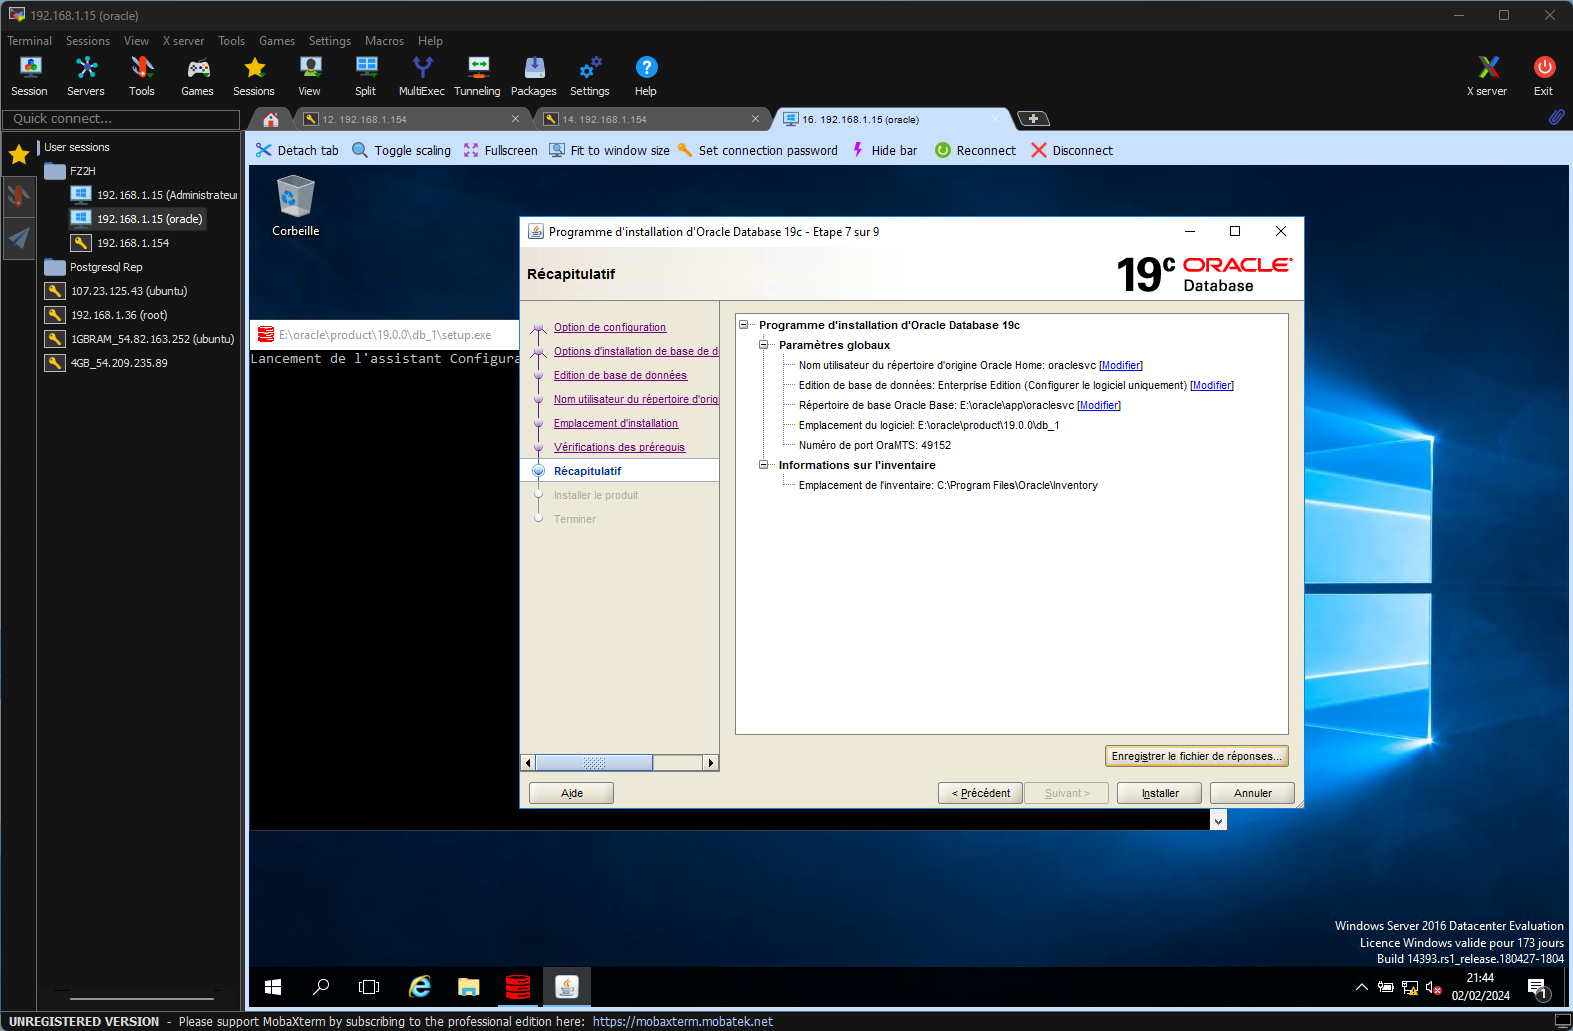 192.168.1.15 (oracle)
Terminal Sessions View X server Tools Games Settings Macros Help
Session Servers Tools Games Sessions View Split MultiExec Tunneling Packages Settings Help X server Exit
Quick connect...
12. 192.168.1.154
14. 192.168.1.154
16. 192.168.1.15 (oracle)
Detach tab Toggle scaling Fullscreen Fit to window size Set connection password Hide bar Reconnect Disconnect
User sessions
FZ2H
192.168.1.15 (Administrateur
192.168.1.15 (oracle)
192.168.1.154
Postgresql Rep
107.23.125.43 (ubuntu)
192.168.1.36 (root)
1GBRAM_54.82.163.252 (ubuntu)
4GB_54.209.235.89
Corbeille
E:\oracle\product\19.0.0\db_1\setup.exe
Lancement de l'assistant Configura
Programme d'installation d'Oracle Database 19c - Etape 7 sur 9
Récapitulatif
19c ORACLE
Database
Option de configuration
Options d'installation de base de d
Edition de base de données
Nom utilisateur du répertoire d'orig
Emplacement d'installation
Vérifications des prérequis
Récapitulatif
Installer le produit
Terminer
Programme d'installation d'Oracle Database 19c
Paramètres globaux
Nom utilisateur du répertoire d'origine Oracle Home: oraclesvc [Modifier]
Edition de base de données: Enterprise Edition (Configurer le logiciel uniquement) [Modifier]
Répertoire de base Oracle Base: E:\oracle\app\oraclesvc [Modifier]
Emplacement du logiciel: E:\oracle\product\19.0.0\db_1
Numéro de port OraMTS: 49152
Informations sur l'inventaire
Emplacement de l'inventaire: C:\Program Files\Oracle\Inventory
Enregistrer le fichier de réponses...
Aide
< Précédent
Suivant >
Installer
Annuler
Windows Server 2016 Datacenter Evaluation
Licence Windows valide pour 173 jours
Build 14393.rs1_release.180427-1804
21:44
02/02/2024
1
UNREGISTERED VERSION - Please support MobaXterm by subscribing to the professional edition here: https://mobaxterm.mobatek.net